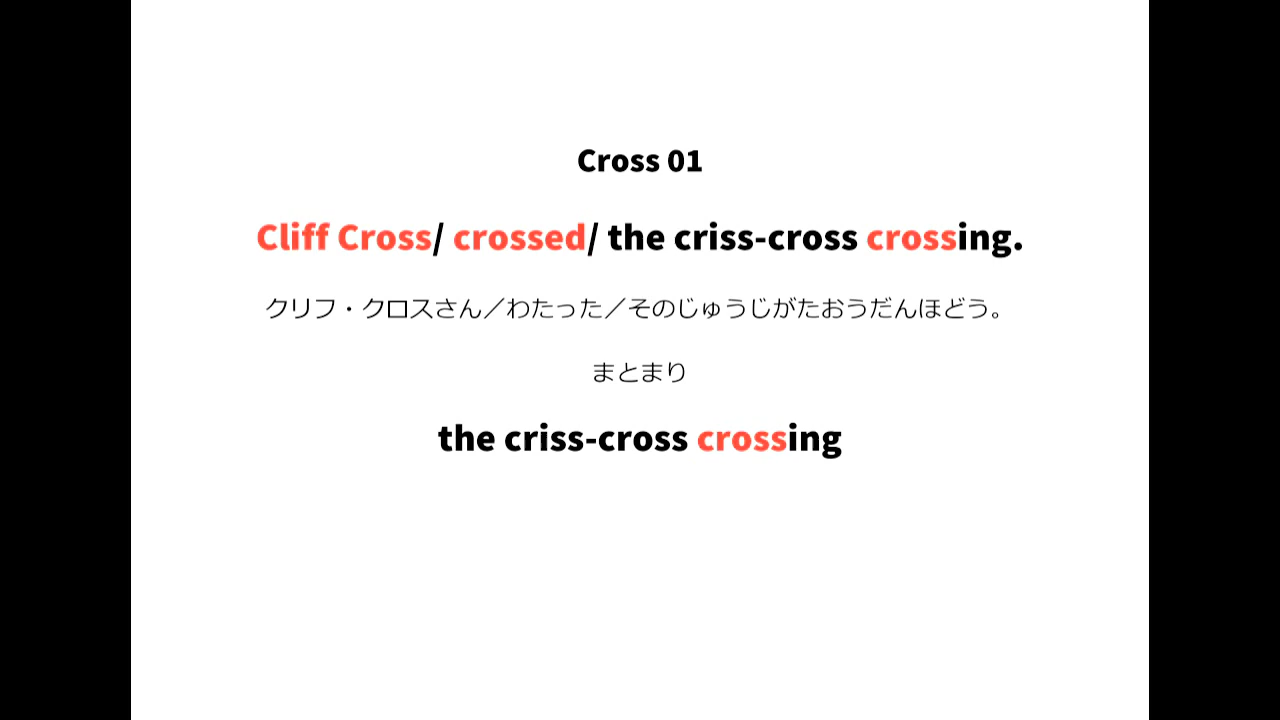 Cross 01
Cliff Cross/ crossed/ the criss-cross crossing.
クリフ・クロスさん／わたった／そのじゅうじがたおうだんほどう。
まとまり
the criss-cross crossing